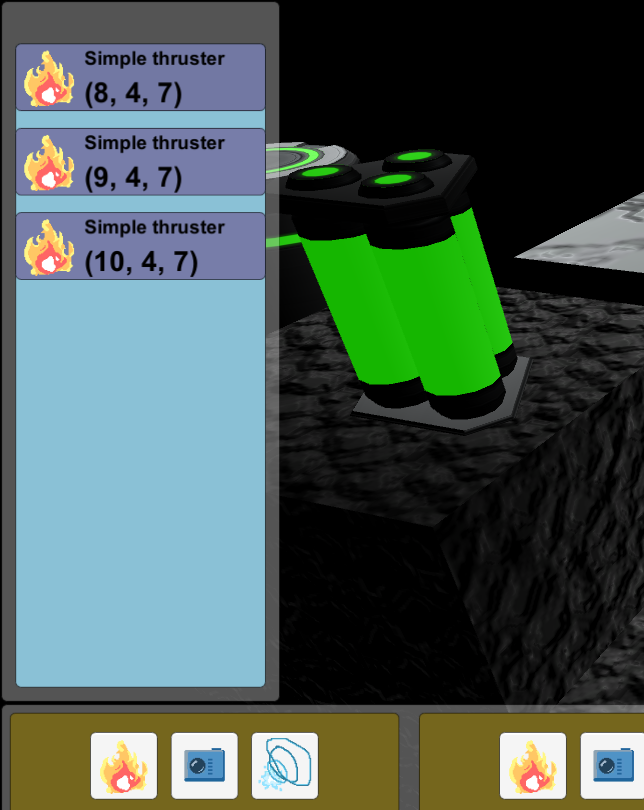 Simple thruster
(8, 4, 7)
Simple thruster
(9, 4, 7)
Simple thruster
(10, 4, 7)